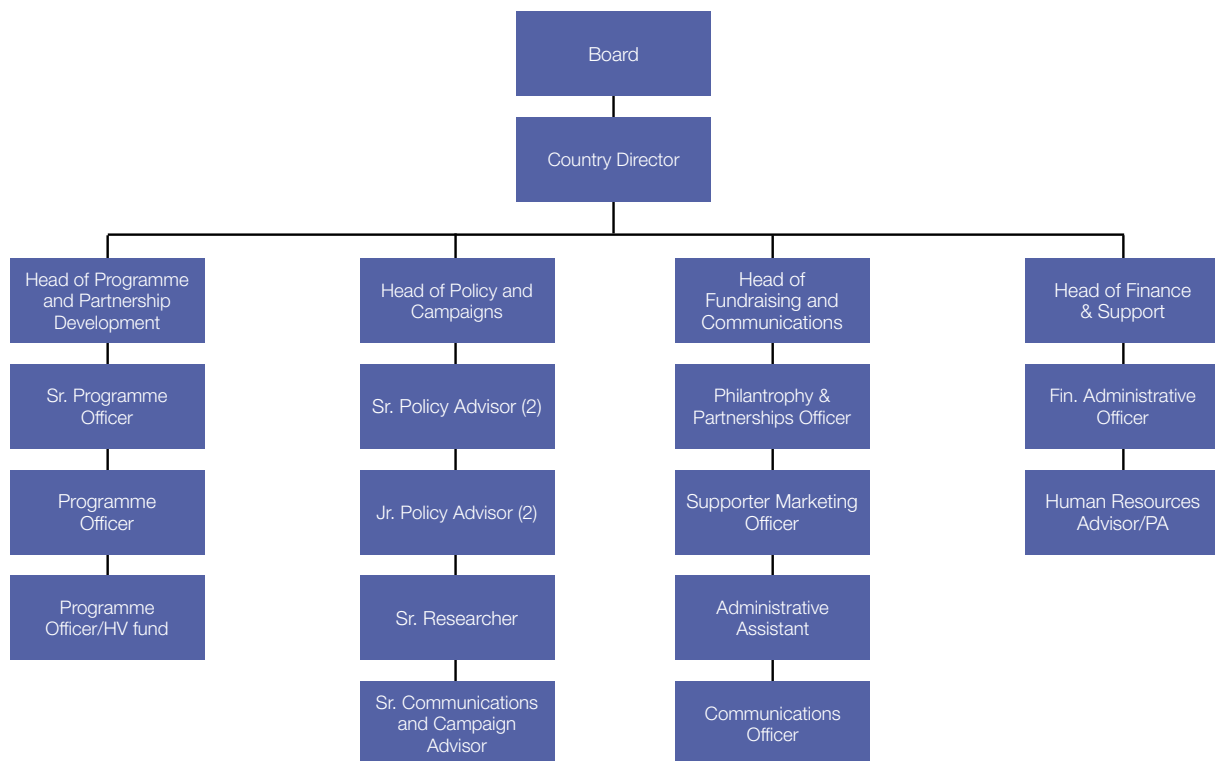 Board
Country Director
Head of Programme
and Partnership
Development
Head of Policy and
Campaigns
Head of
Fundraising and
Communications
Head of Finance
& Support
Sr. Programme
Officer
Sr. Policy Advisor (2)
Philantrophy &
Partnerships Officer
Fin. Administrative
Officer
Programme
Officer
Jr. Policy Advisor (2)
Supporter Marketing
Officer
Human Resources
Advisor/PA
Programme
Officer/HV fund
Sr. Researcher
Administrative
Assistant
Sr. Communications
and Campaign
Advisor
Communications
Officer